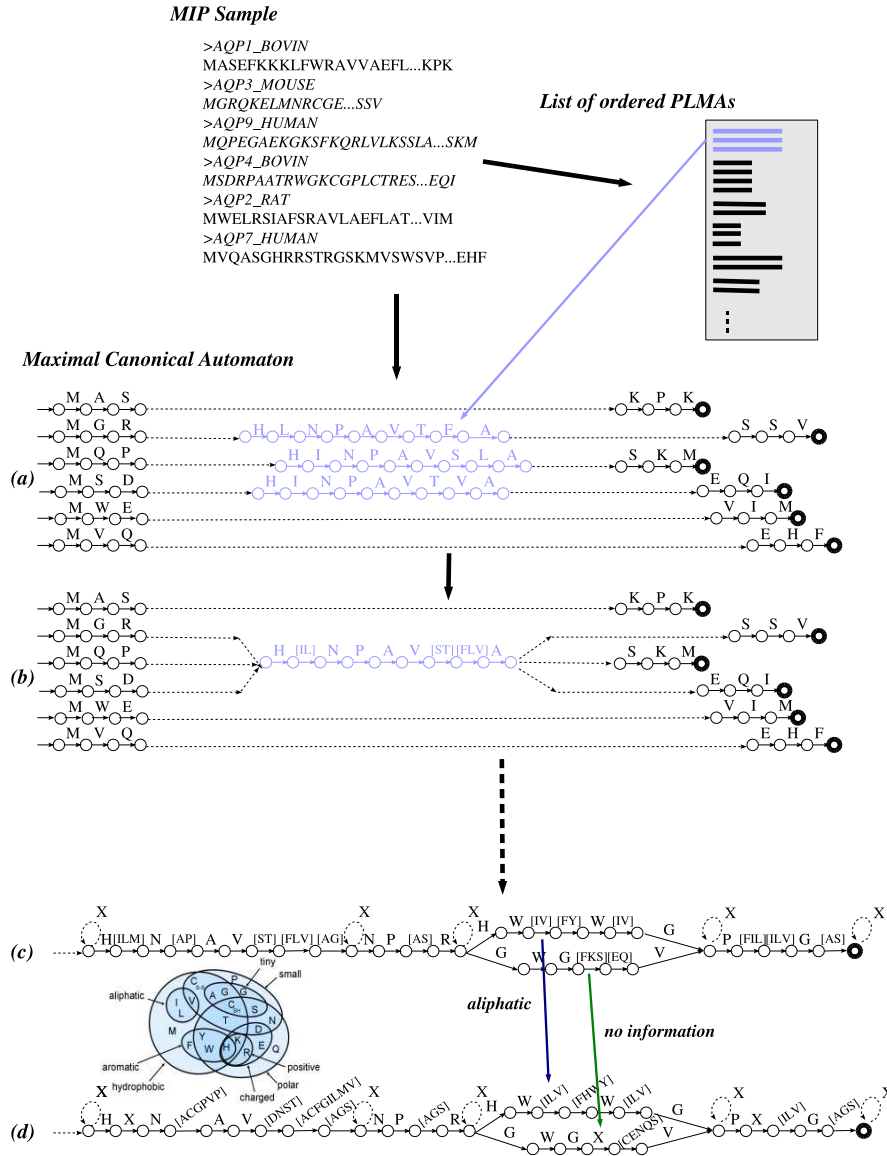 MIP Sample
>AQP1_BOVIN
MASEFKKKLFWRAVVAEFL...KPK
>AQP3_MOUSE
MGRQKELMNRCGE...SSV
>AQP9_HUMAN
MQPEGAEKGKSFKQRLVLKSSLA...SKM
>AQP4_BOVIN
MSDRPAATRWGKCGPLCTRES...EQI
>AQP2_RAT
MWELRSIAFSRAVLAEFLAT...VIM
>AQP7_HUMAN
MVQASGHRRSTRGSKMVSWSVP...EHF
List of ordered PLMAs
Maximal Canonical Automaton
M A S K P K
M G R H L N P A V T F A S S V
M Q P H I N P A V S L A S K M
(a)
M S D H I N P A V T V A E Q I
M W E V I M
M V Q E H F
M A S K P K
M G R S S V
M Q P H [IL] N P A V [ST] [FLV] A S K M
(b)
M S D E Q I
M W E V I M
M V Q E H F
X X X X X
(c)
H [ILM] N [AP] A V [ST] [FLV] [AG] N P [AS] R
H W [IV] [FY] W [IV] G
G W G [FKS] [EQ] V
P [FIL] [ILV] G [AS]
tiny
small
aliphatic
C S-S P
I V A G G
L C SH S
T D N
M Y K E
F W H R Q
aromatic
hydrophobic
positive
polar
charged
aliphatic
no information
X X X X X
(d)
H X N [ACGPVP] A V [DNST] [ACFGILMV] [AGS] N P [AGS] R
H W [ILV] [FHWY] W [ILV] G
G W G X [CENQS] V
P X [ILV] G [AGS]